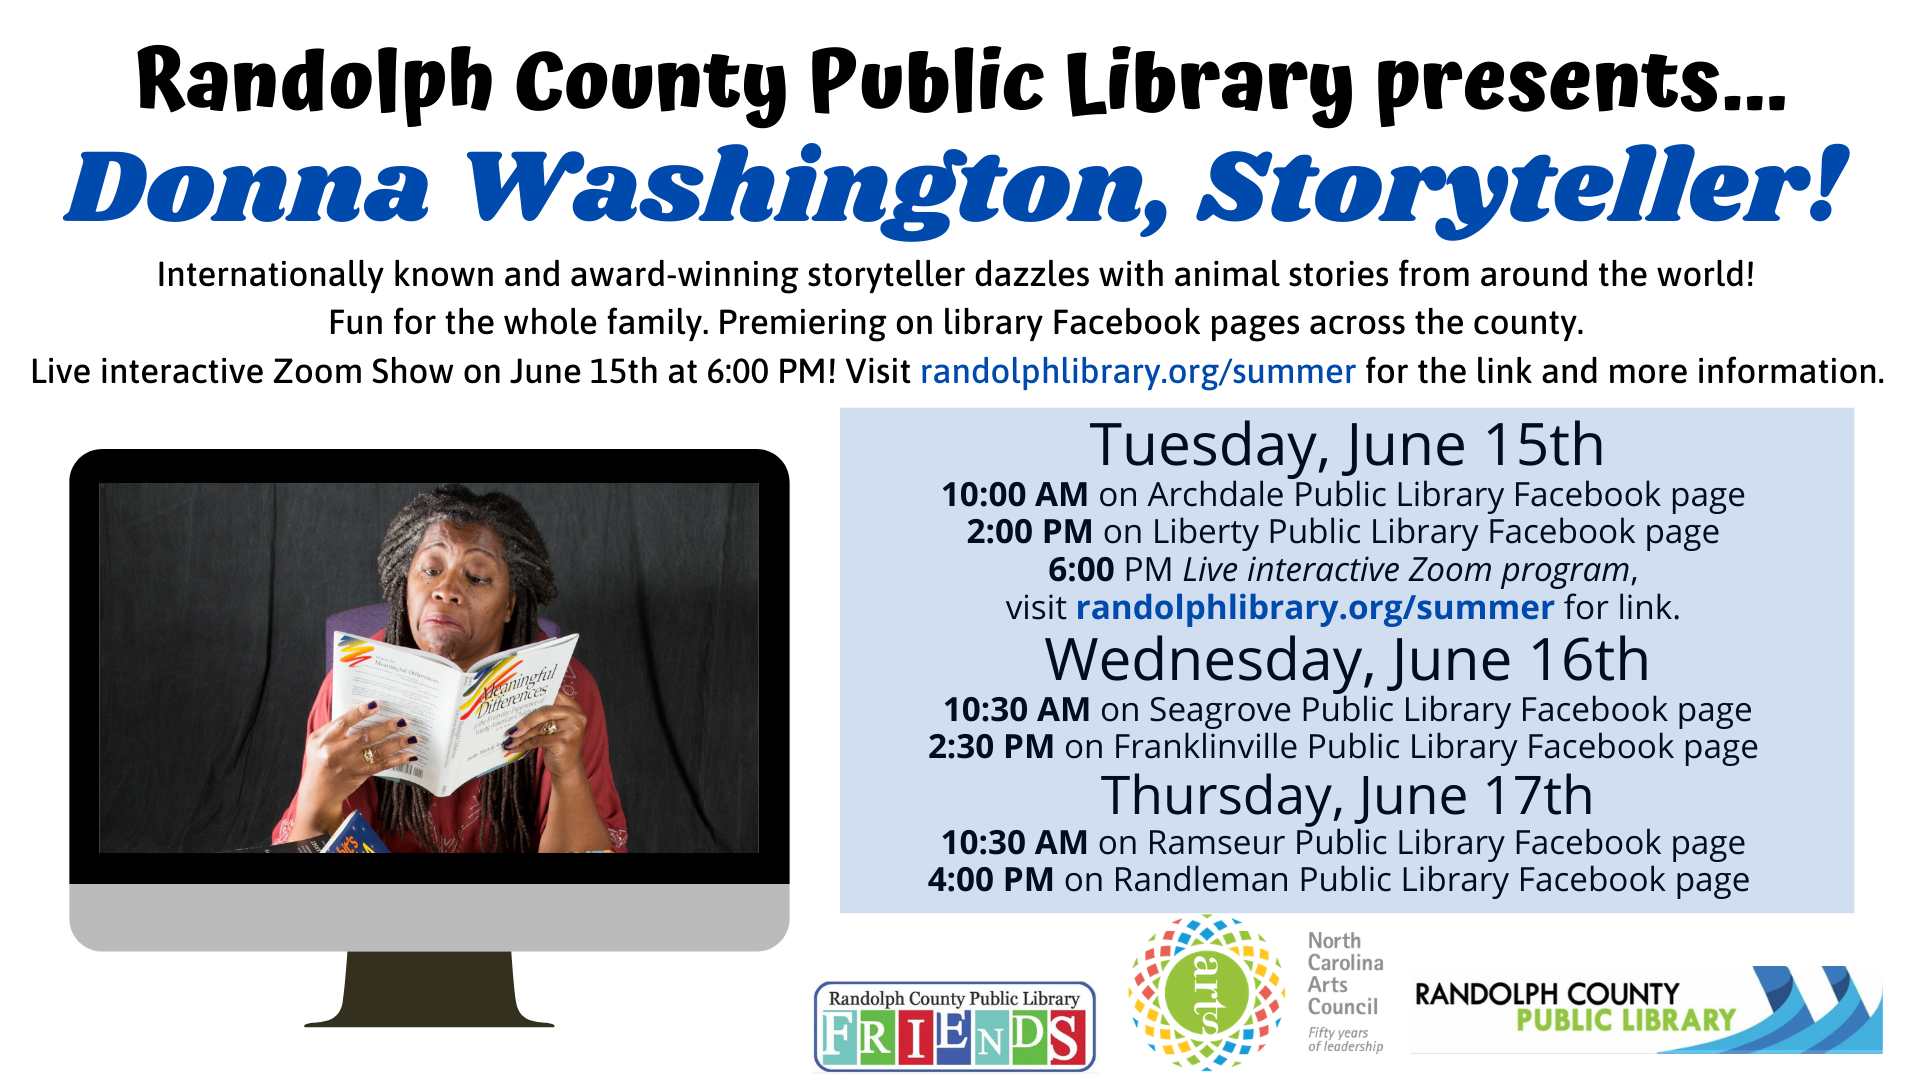 Randolph County Public Library presents...
Donna Washington, Storyteller!
Internationally known and award-winning storyteller dazzles with animal stories from around the world!
Fun for the whole family. Premiering on library Facebook pages across the county.
Live interactive Zoom Show on June 15th at 6:00 PM! Visit randolphlibrary.org/summer for the link and more information.
Meaningful Differences
Meaningful
Differences
Tuesday, June 15th
10:00 AM on Archdale Public Library Facebook page
2:00 PM on Liberty Public Library Facebook page
6:00 PM Live interactive Zoom program,
visit randolphlibrary.org/summer for link.
Wednesday, June 16th
10:30 AM on Seagrove Public Library Facebook page
2:30 PM on Franklinville Public Library Facebook page
Thursday, June 17th
10:30 AM on Ramseur Public Library Facebook page
4:00 PM on Randleman Public Library Facebook page
Randolph County Public Library
FRIENDS
arts
North
Carolina
Arts
Council
Fifty years
of leadership
RANDOLPH COUNTY
PUBLIC LIBRARY